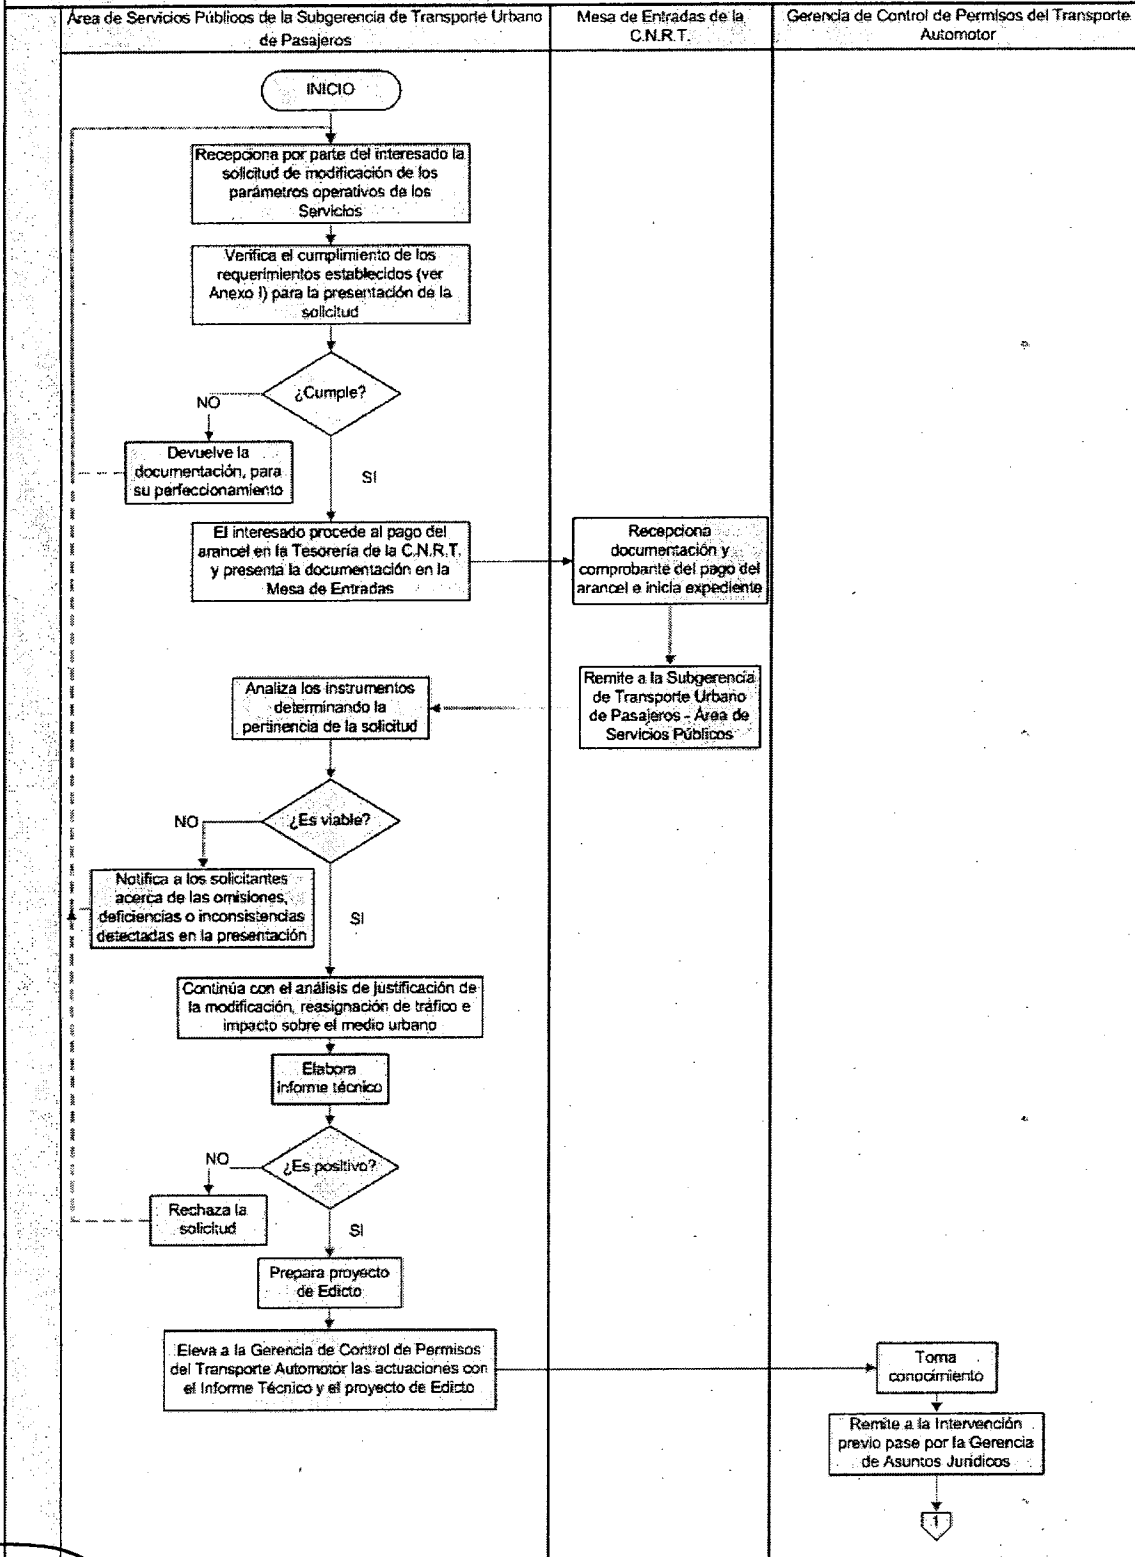 Área de Servicios Públicos de la Subgerencia de Transporte Urbano
de Pasajeros
Mesa de Entradas de la
C.N.R.T.
Gerencia de Control de Permisos del Transporte
Automotor
INICIO
Recepciona por parte del interesado la
solicitud de modificación de los
parámetros operativos de los
Servicios
Verifica el cumplimiento de los
requerimientos establecidos (ver
Anexo I) para la presentación de la
solicitud
¿Cumple?
NO
Devuelve la
documentación, para
su perfeccionamiento
SI
El interesado procede al pago del
arancel en la Tesorería de la C.N.R.T.
y presenta la documentación en la
Mesa de Entradas
Recepciona
documentación y
comprobante del pago del
arancel e inicia expediente
Remite a la Subgerencia
de Transporte Urbano
de Pasajeros - Área de
Servicios Públicos
Analiza los instrumentos
determinando la
pertinencia de la solicitud
¿Es viable?
NO
Notifica a los solicitantes
acerca de las omisiones,
deficiencias o inconsistencias
detectadas en la presentación
SI
Continúa con el análisis de justificación de
la modificación, reasignación de tráfico e
impacto sobre el medio urbano
Elabora
informe técnico
¿Es positivo?
NO
Rechaza la
solicitud
SI
Prepara proyecto
de Edicto
Eleva a la Gerencia de Control de Permisos
del Transporte Automotor las actuaciones con
el Informe Técnico y el proyecto de Edicto
Toma
conocimiento
Remite a la Intervención
previo pase por la Gerencia
de Asuntos Jurídicos
1